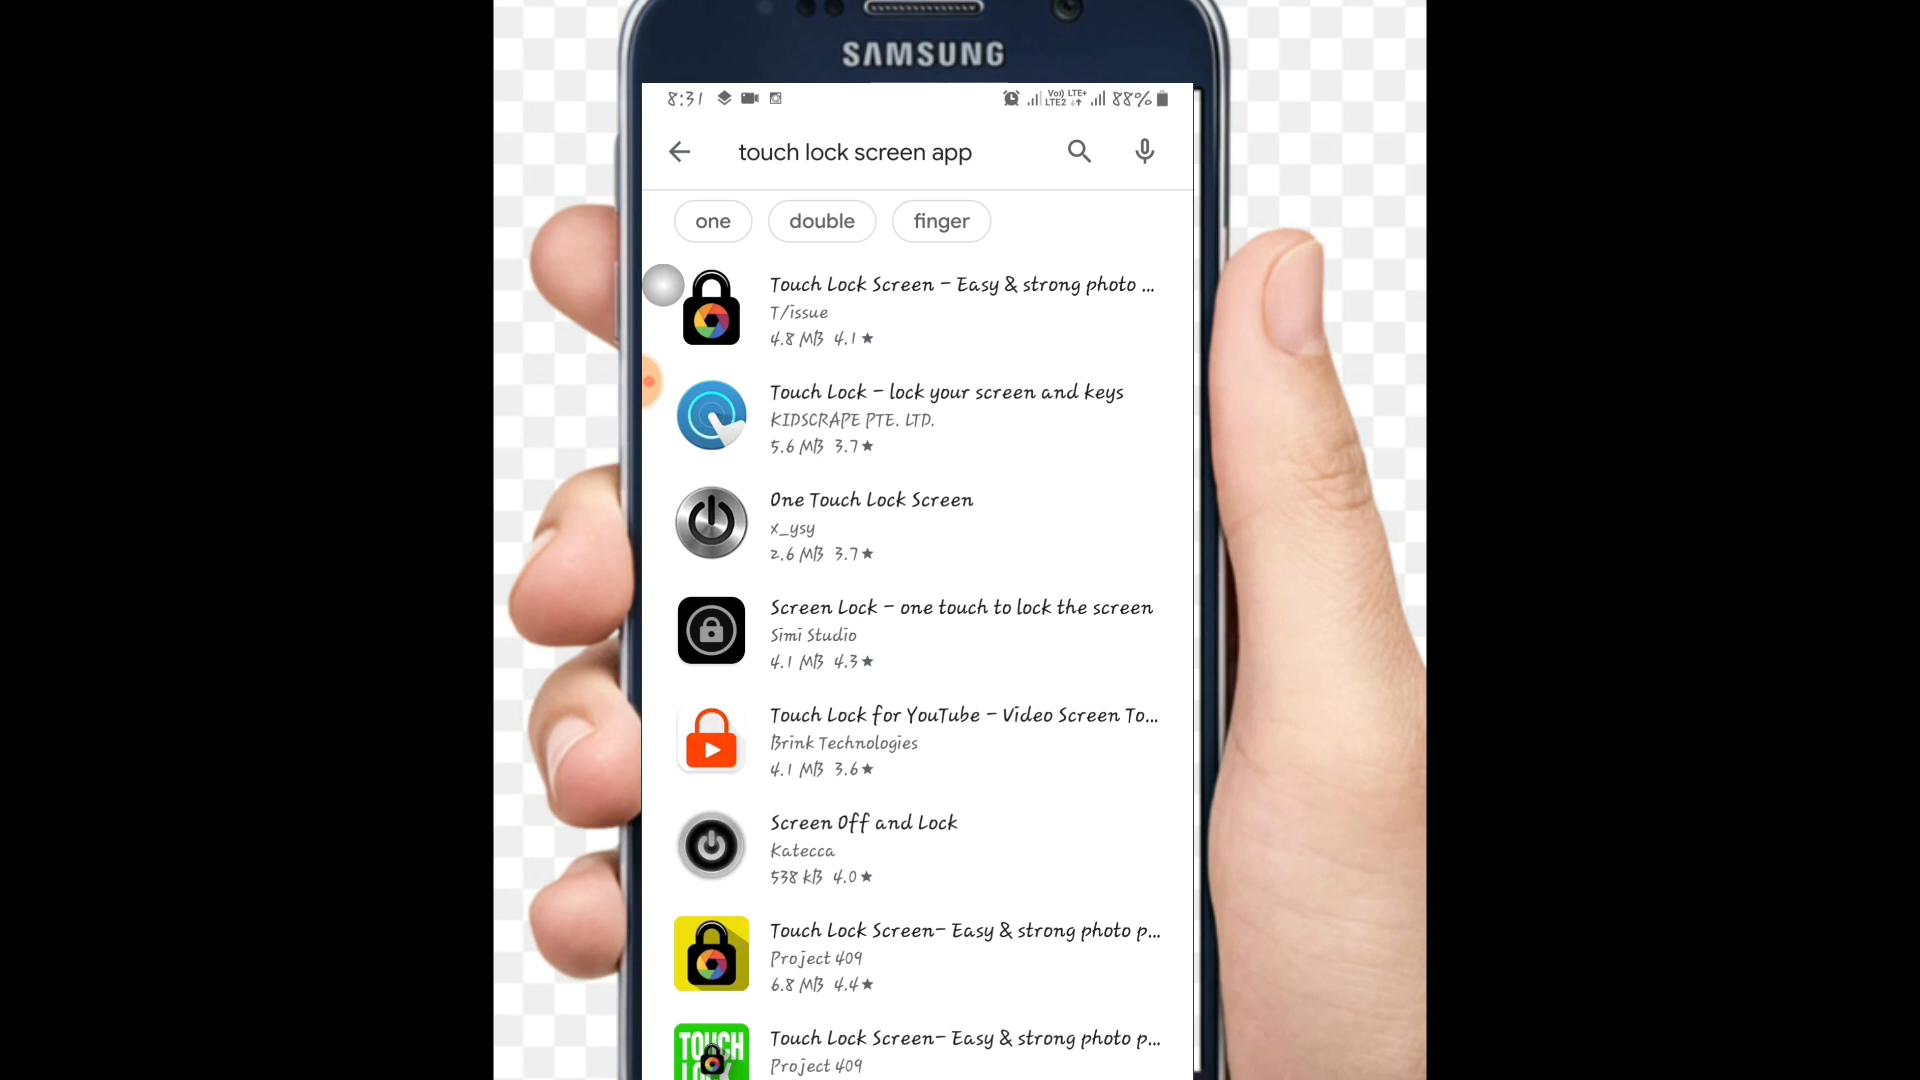 SAMSUNG
8:31
Vo)) LTE+
LTE2
88%
touch lock screen app
one
double
finger
Touch Lock Screen - Easy & strong photo ...
T/issue
4.8 MB 4.1★
Touch Lock - lock your screen and keys
KIDSCRAPE PTE. LTD.
5.6 MB 3.7★
One Touch Lock Screen
x_ysy
2.6 MB 3.7★
Screen Lock - one touch to lock the screen
Simi Studio
4.1 MB 4.3★
Touch Lock for YouTube - Video Screen To...
Brink Technologies
4.1 MB 3.6★
Screen Off and Lock
Katecca
538 kB 4.0★
Touch Lock Screen- Easy & strong photo p...
Project 409
6.8 MB 4.4★
TOUCH
Touch Lock Screen- Easy & strong photo p...
Project 409